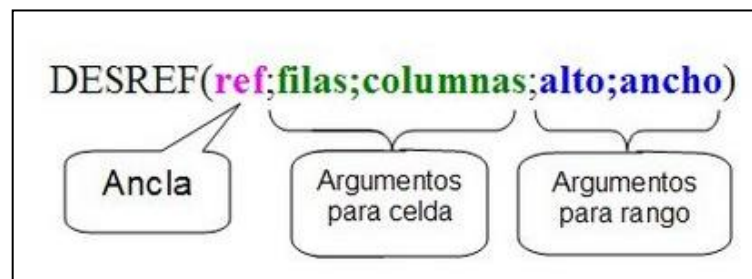 DESREF(ref;filas;columnas;alto;ancho)
Ancla
Argumentos
para celda
Argumentos
para rango